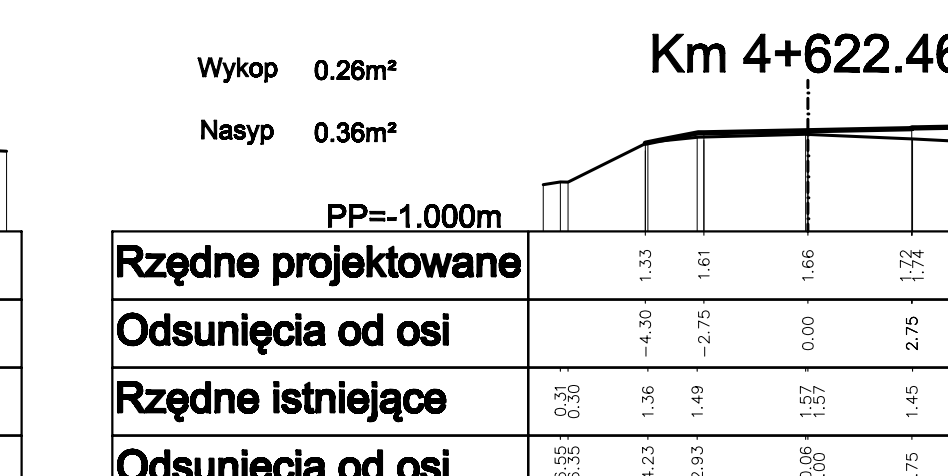 Km 4+622.46
Wykop 0.26m²
Nasyp 0.36m²
PP=-1.000m
Rzędne projektowane 1.33 1.61 1.66 1.72 1.74
Odsunięcia od osi -4.30 -2.75 0.00 2.75
Rzędne istniejące 0.31 0.30 1.36 1.49 1.57 1.57 1.45
Odsunięcia od osi